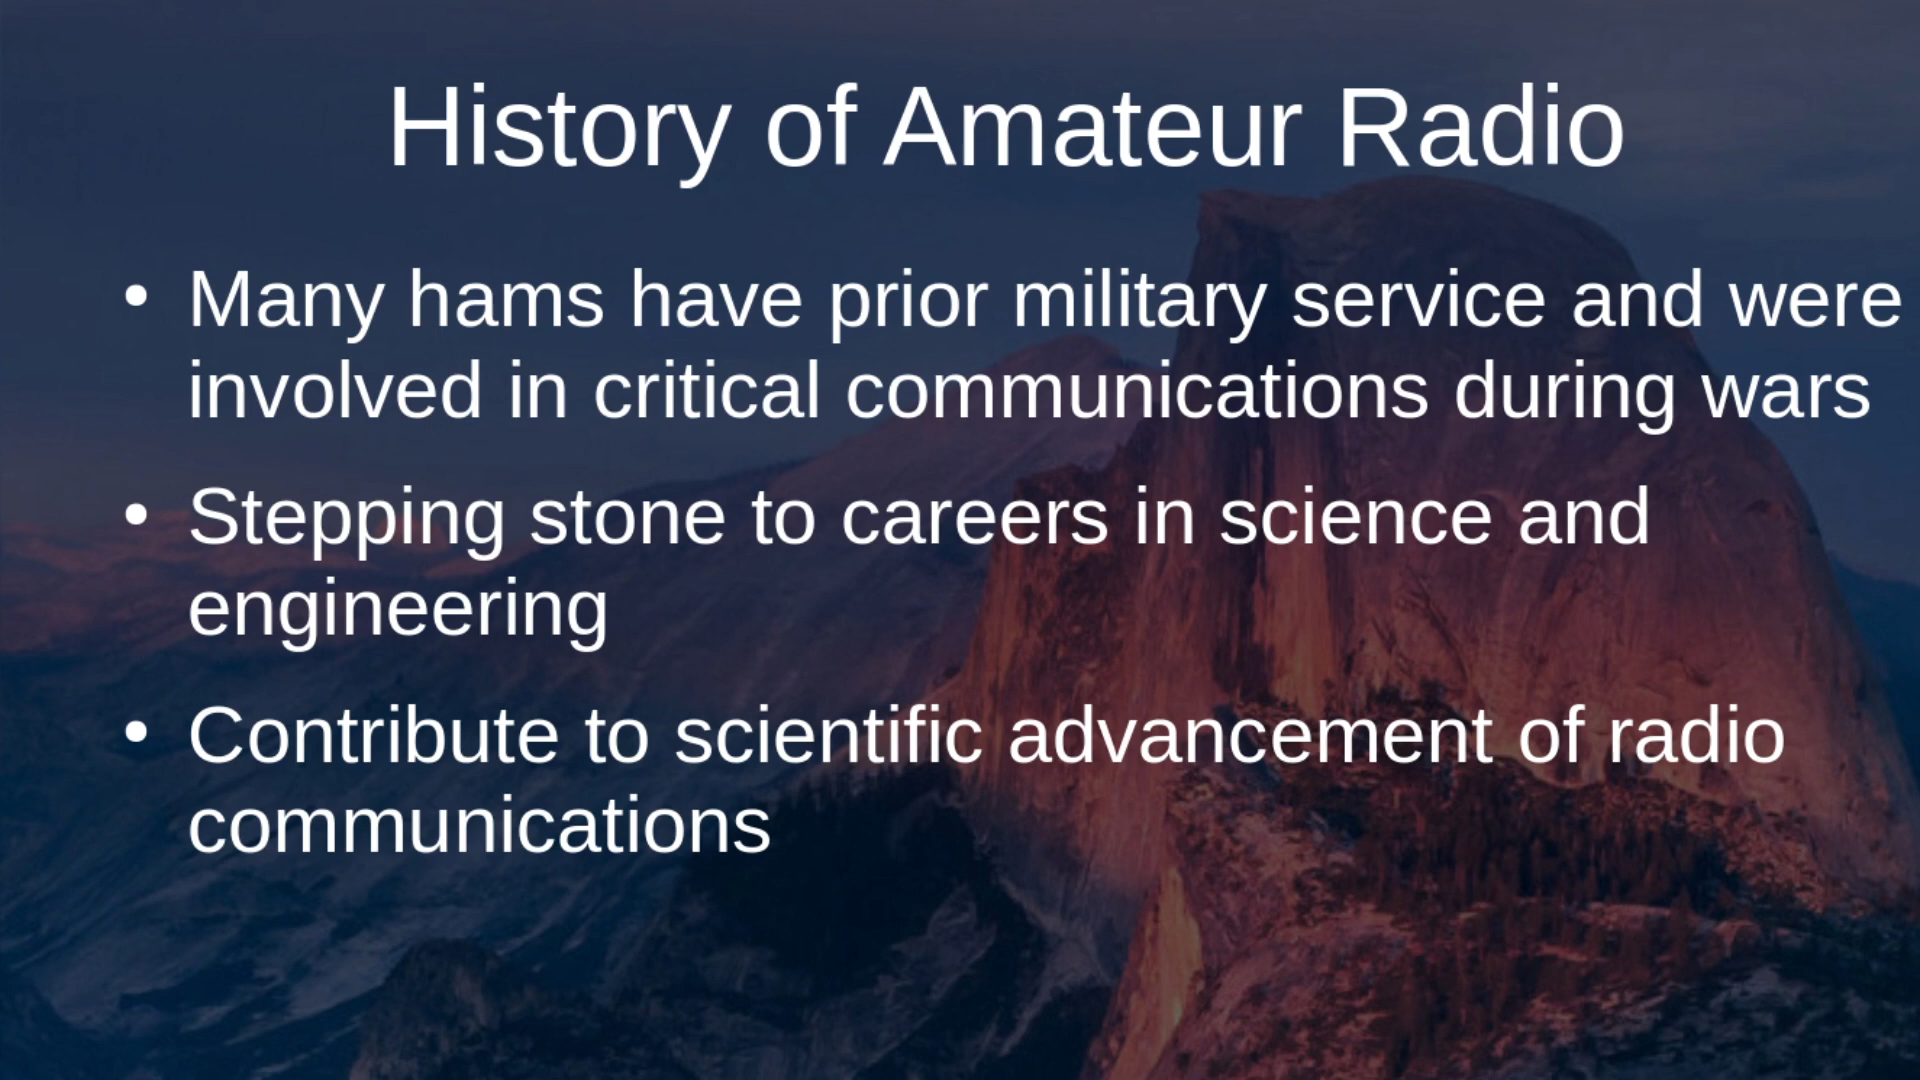 History of Amateur Radio
• Many hams have prior military service and were
involved in critical communications during wars
• Stepping stone to careers in science and
engineering
• Contribute to scientific advancement of radio
communications